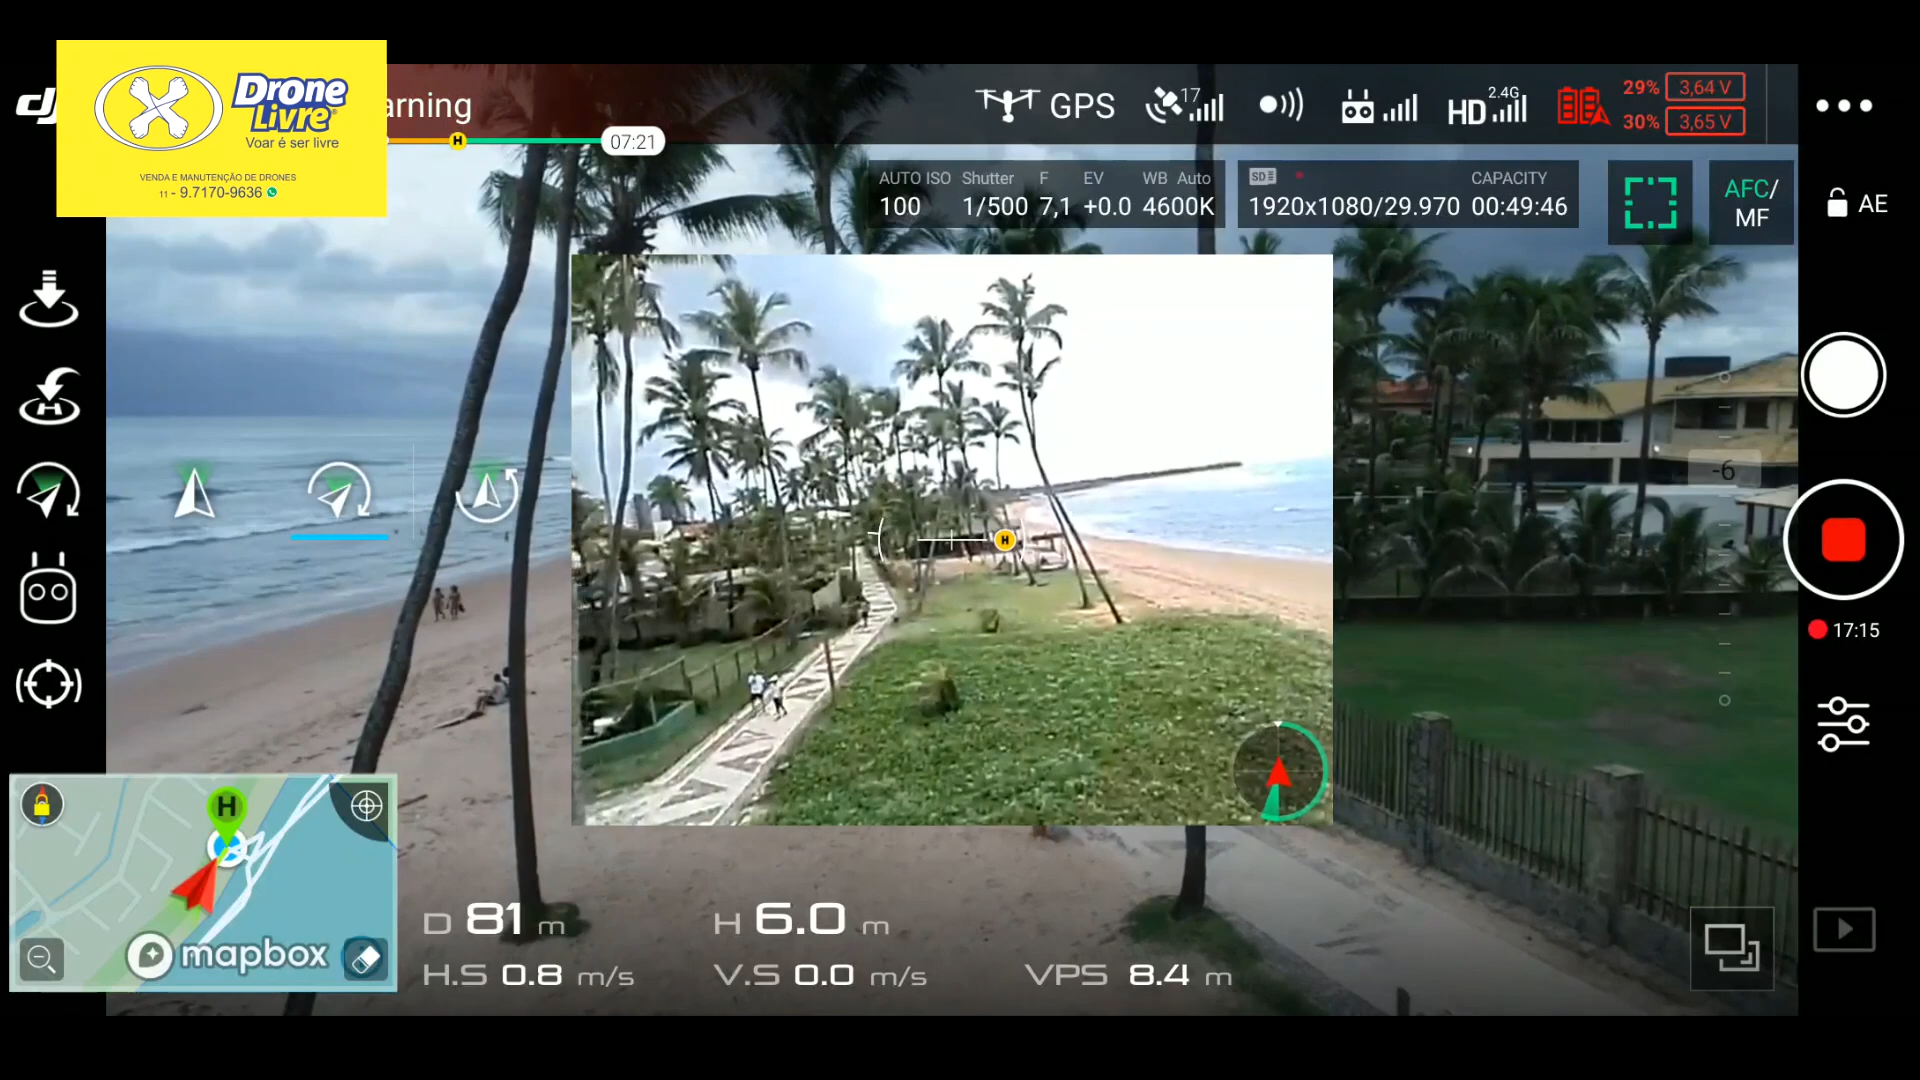 dj
Drone
Livre
Voar é ser livre
VENDA E MANUTENÇÃO DE DRONES
11 - 9.7170-9636
arning
H
07:21
GPS
17
HD 2.4G
29% 3,64 V
30% 3,65 V
AUTO ISO Shutter F EV WB Auto
100 1/500 7,1 +0.0 4600K
SD CAPACITY
1920x1080/29.970 00:49:46
AFC/
MF
AE
-6
H
17:15
H
mapbox
D 81 m H 6.0 m
H.S 0.8 m/s V.S 0.0 m/s VPS 8.4 m